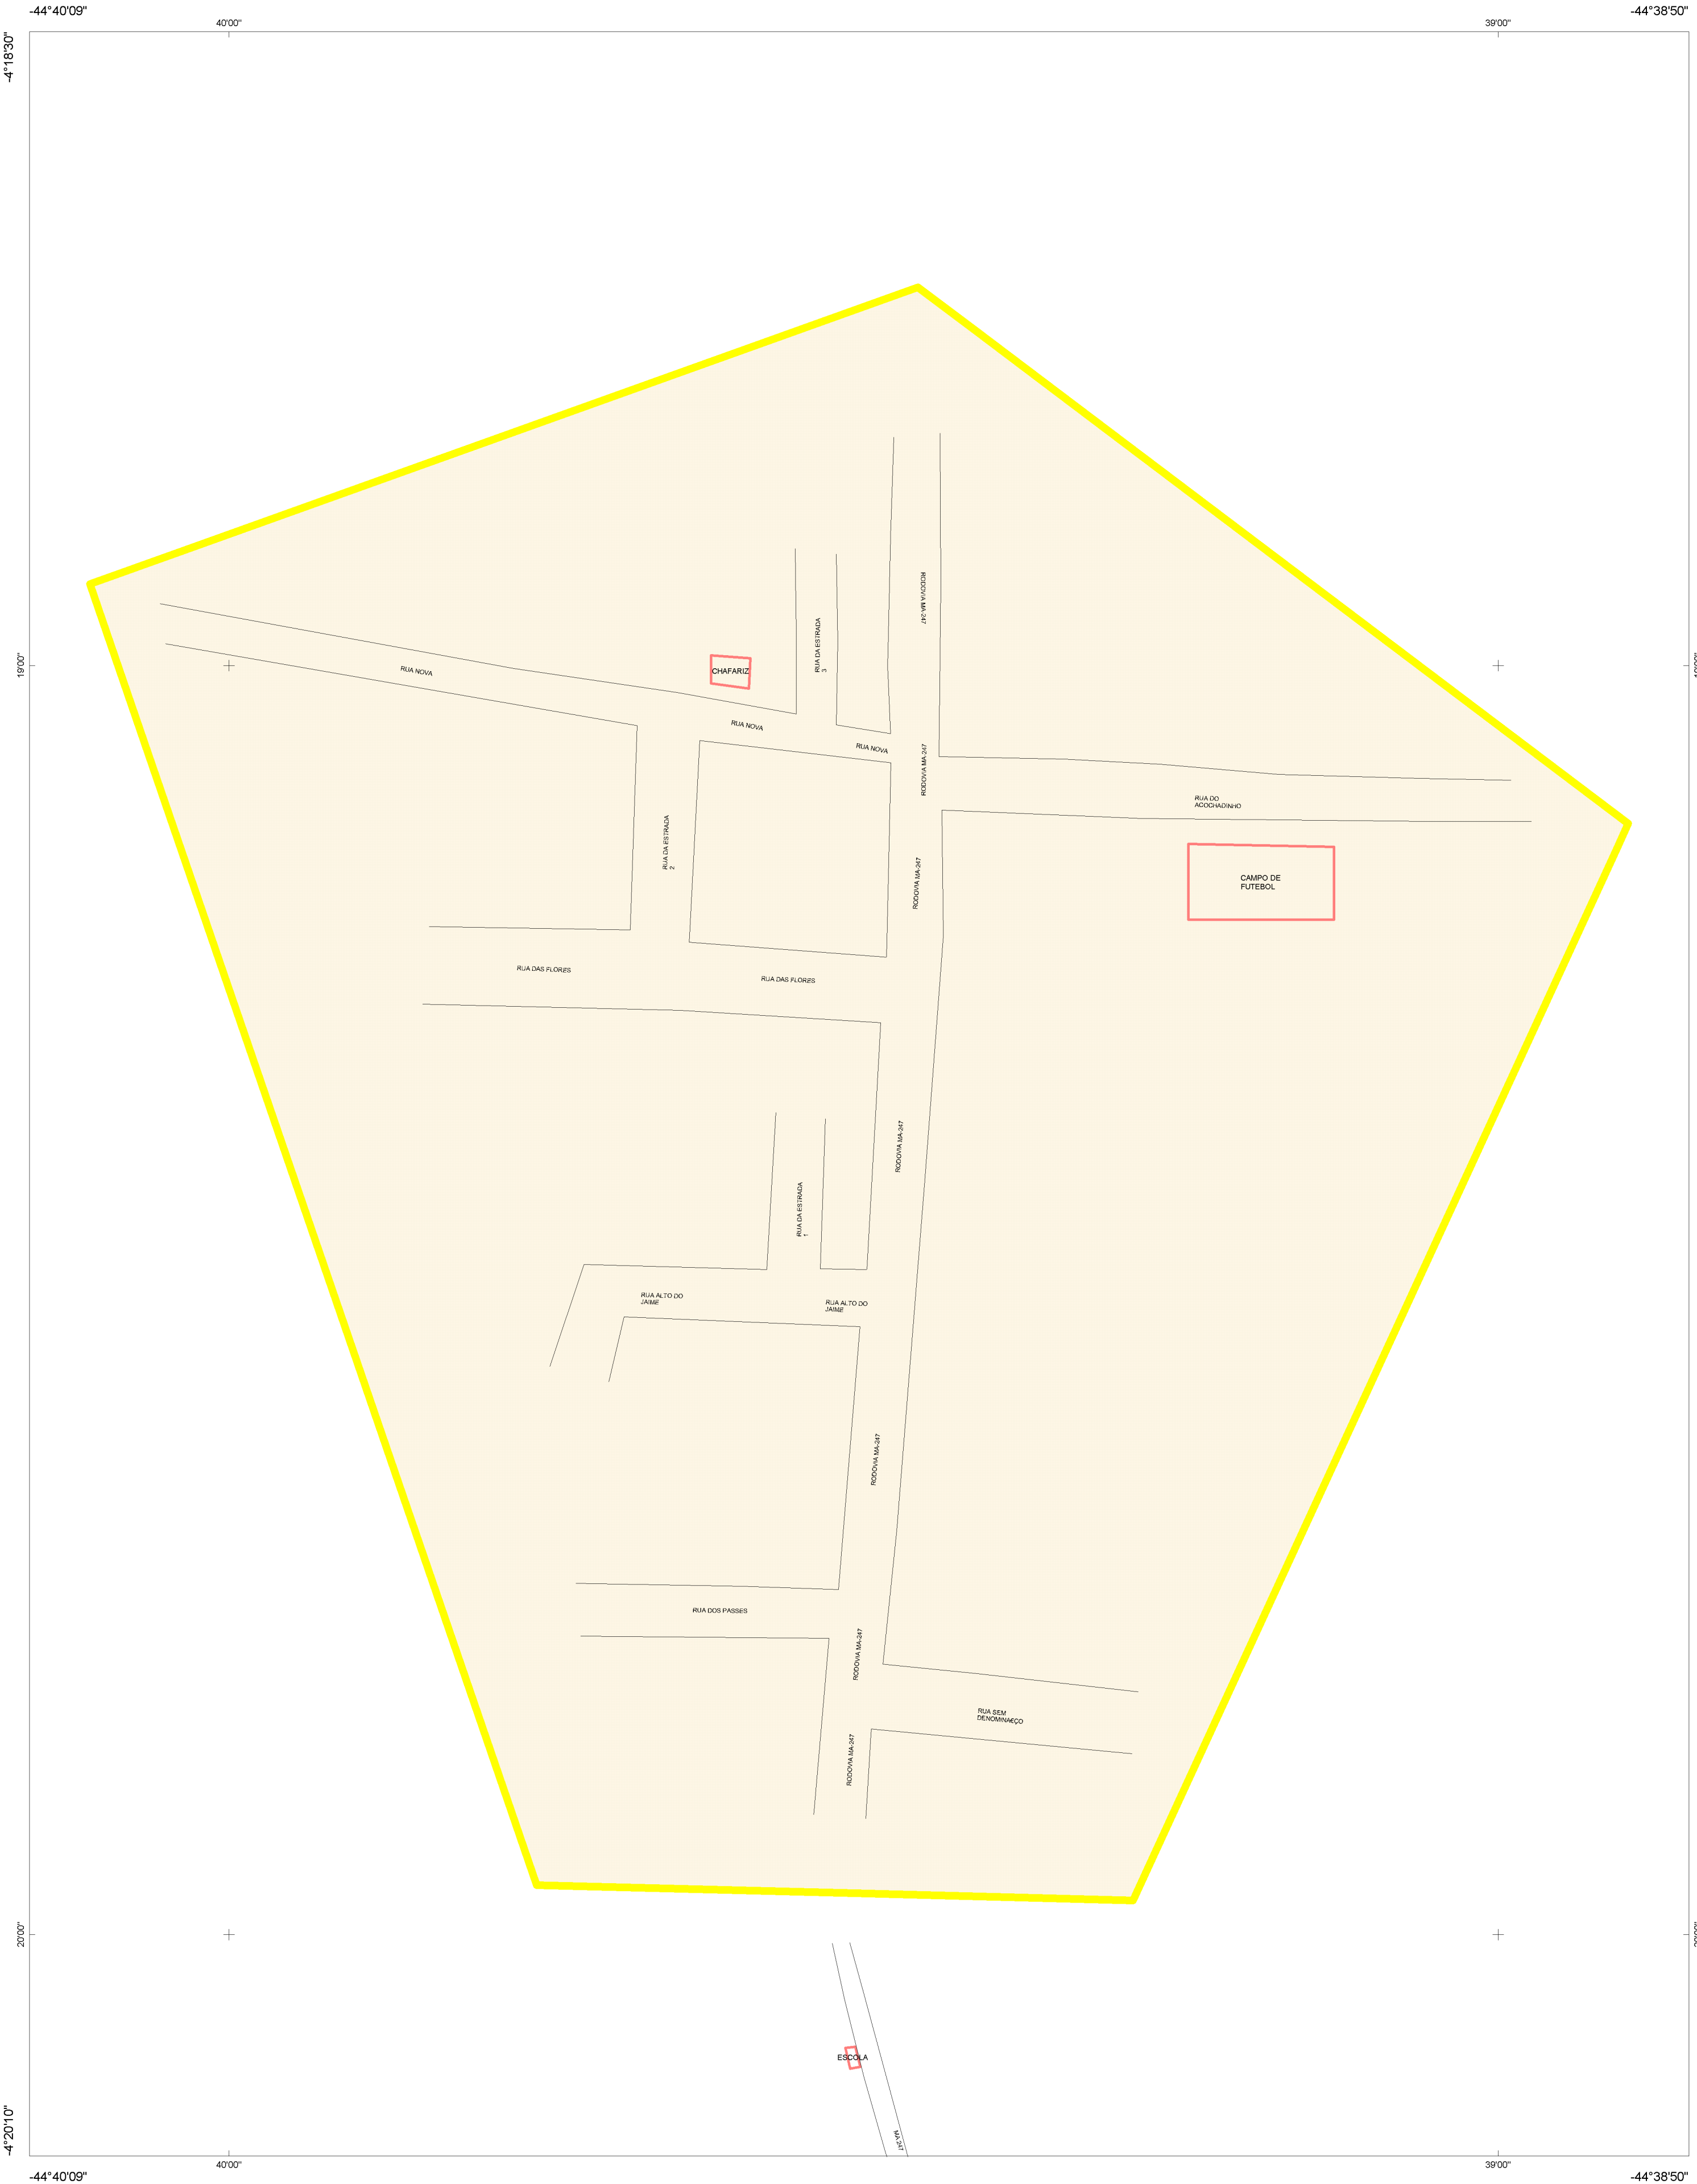 -44°40'09"
-44°38'50"
40'00"
39'00"
-4°18'30"
RODOVIA MA-247
RUA DA ESTRADA
3
19'00"
RUA NOVA
CHAFARIZ
RUA NOVA
RUA NOVA
RODOVIA MA-247
RUA DO
ACOCHADINHO
RUA DA ESTRADA
2
RODOVIA MA-247
CAMPO DE
FUTEBOL
RUA DAS FLORES
RUA DAS FLORES
RODOVIA MA-247
RUA DA ESTRADA
1
RUA ALTO DO
JAIME
RUA ALTO DO
JAIME
RODOVIA MA-247
RUA DOS PASSES
RODOVIA MA-247
RUA SEM
DENOMINAEÇO
RODOVIA MA-247
20'00"
ESCOLA
MA-247
-4°20'10"
40'00"
39'00"
-44°40'09"
-44°38'50"